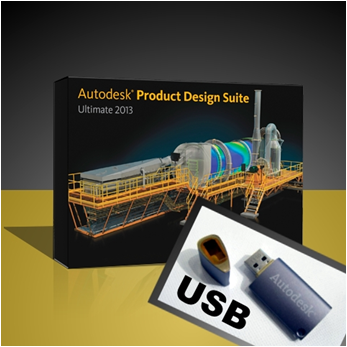 Autodesk® Product Design Suite
Ultimate 2013
Autodesk
USB